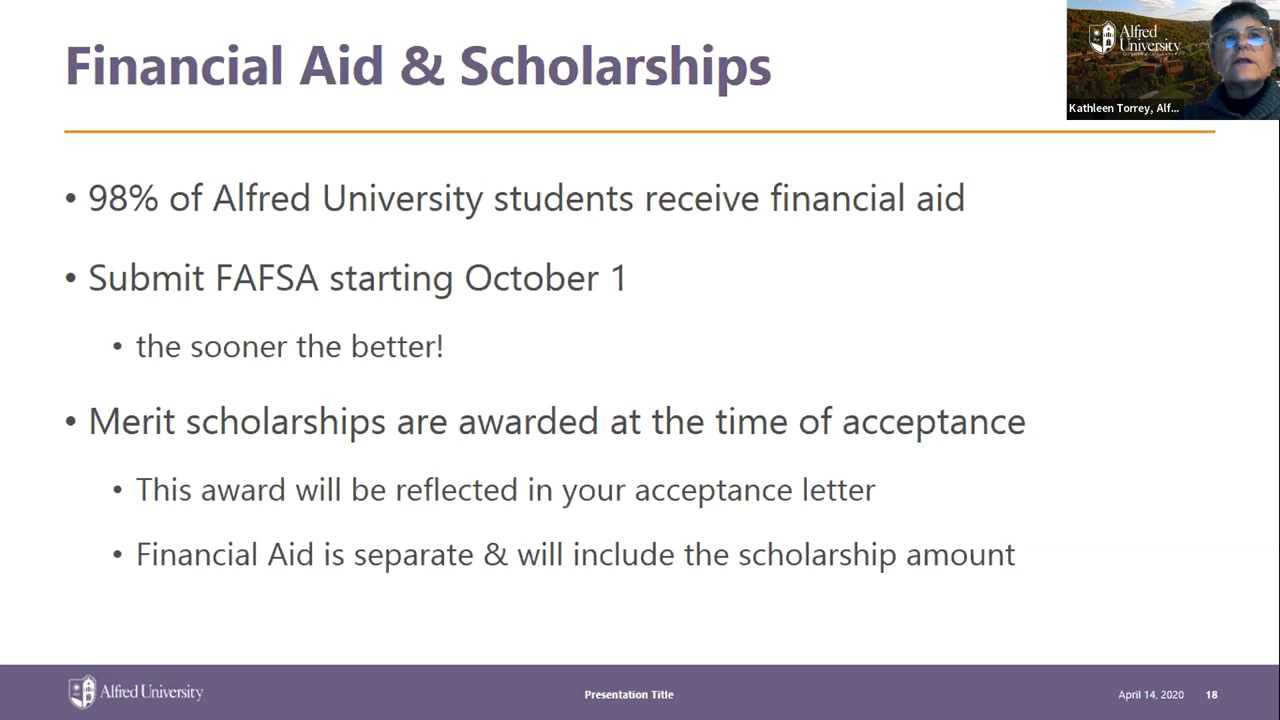 Financial Aid & Scholarships
Alfred
University
Kathleen Torrey, Alf...
• 98% of Alfred University students receive financial aid
• Submit FAFSA starting October 1
• the sooner the better!
• Merit scholarships are awarded at the time of acceptance
• This award will be reflected in your acceptance letter
• Financial Aid is separate & will include the scholarship amount
Alfred University
Presentation Title
April 14, 2020
18